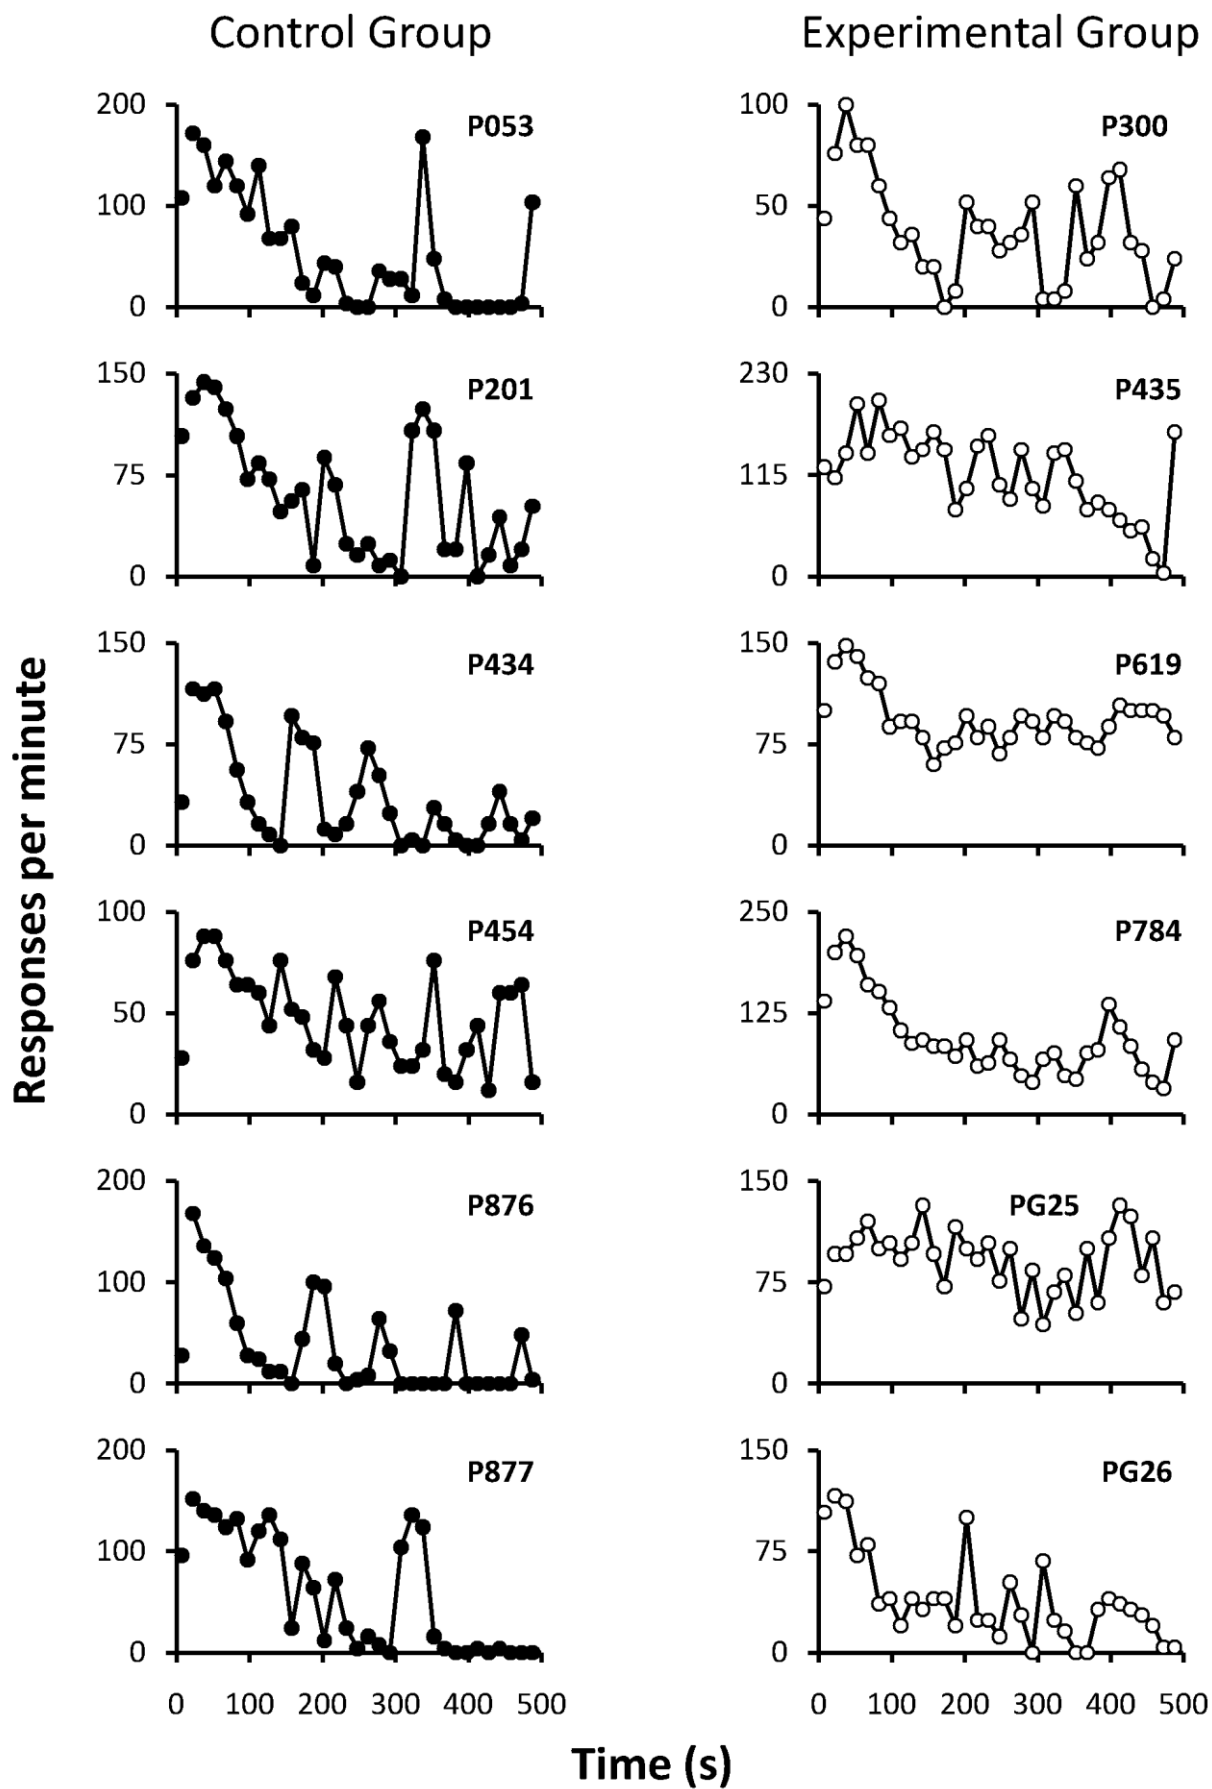 Control Group Experimental Group
200 P053 100 P300
100 50
0 0
150 P201 230 P435
75 115
0 0
150 P434 150 P619
75 75
0 0
100 P454 250 P784
50 125
0 0
200 P876 150 PG25
100 75
0 0
200 P877 150 PG26
100 75
0 0
0 100 200 300 400 500 0 100 200 300 400 500
Time (s)
Responses per minute